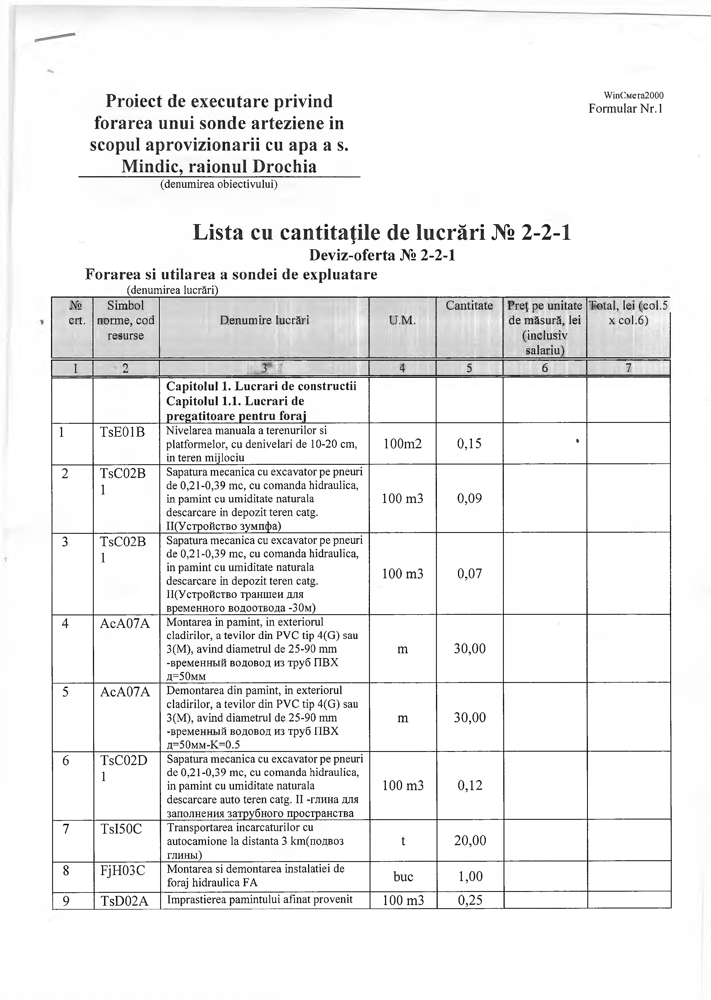 WinСмета2000
Formular Nr.1
Proiect de executare privind
forarea unui sonde arteziene in
scopul aprovizionarii cu apa a s.
Mindic, raionul Drochia
(denumirea obiectivului)
Lista cu cantitaţile de lucrări № 2-2-1
Deviz-oferta № 2-2-1
Forarea si utilarea a sondei de expluatare
(denumirea lucrări)
№ crt.
Simbol norme, cod resurse
Denumire lucrări
U.M.
Cantitate
Preţ pe unitate de măsură, lei (inclusiv salariu)
Total, lei (col.5 x col.6)
1 2 3 4 5 6 7
Capitolul 1. Lucrari de constructii
Capitolul 1.1. Lucrari de
pregatitoare pentru foraj
1 TsE01B Nivelarea manuala a terenurilor si
platformelor, cu denivelari de 10-20 cm,
in teren mijlociu
100m2 0,15
2 TsC02B
1
Sapatura mecanica cu excavator pe pneuri
de 0,21-0,39 mc, cu comanda hidraulica,
in pamint cu umiditate naturala
descarcare in depozit teren catg.
II(Устройство зумпфа)
100 m3 0,09
3 TsC02B
1
Sapatura mecanica cu excavator pe pneuri
de 0,21-0,39 mc, cu comanda hidraulica,
in pamint cu umiditate naturala
descarcare in depozit teren catg.
II(Устройство траншеи для
временного водоотвода -30м)
100 m3 0,07
4 AcA07A Montarea in pamint, in exteriorul
cladirilor, a tevilor din PVC tip 4(G) sau
3(M), avind diametrul de 25-90 mm
-временный водовод из труб ПВХ
д=50мм
m 30,00
5 AcA07A Demontarea din pamint, in exteriorul
cladirilor, a tevilor din PVC tip 4(G) sau
3(M), avind diametrul de 25-90 mm
-временный водовод из труб ПВХ
д=50мм-К=0.5
m 30,00
6 TsC02D
1
Sapatura mecanica cu excavator pe pneuri
de 0,21-0,39 mc, cu comanda hidraulica,
in pamint cu umiditate naturala
descarcare auto teren catg. II -глина для
заполнения затрубного пространства
100 m3 0,12
7 TsI50C Transportarea incarcaturilor cu
autocamione la distanta 3 km(подвоз
глины)
t 20,00
8 FjH03C Montarea si demontarea instalatiei de
foraj hidraulica FA
buc 1,00
9 TsD02A Imprastierea pamintului afinat provenit 100 m3 0,25